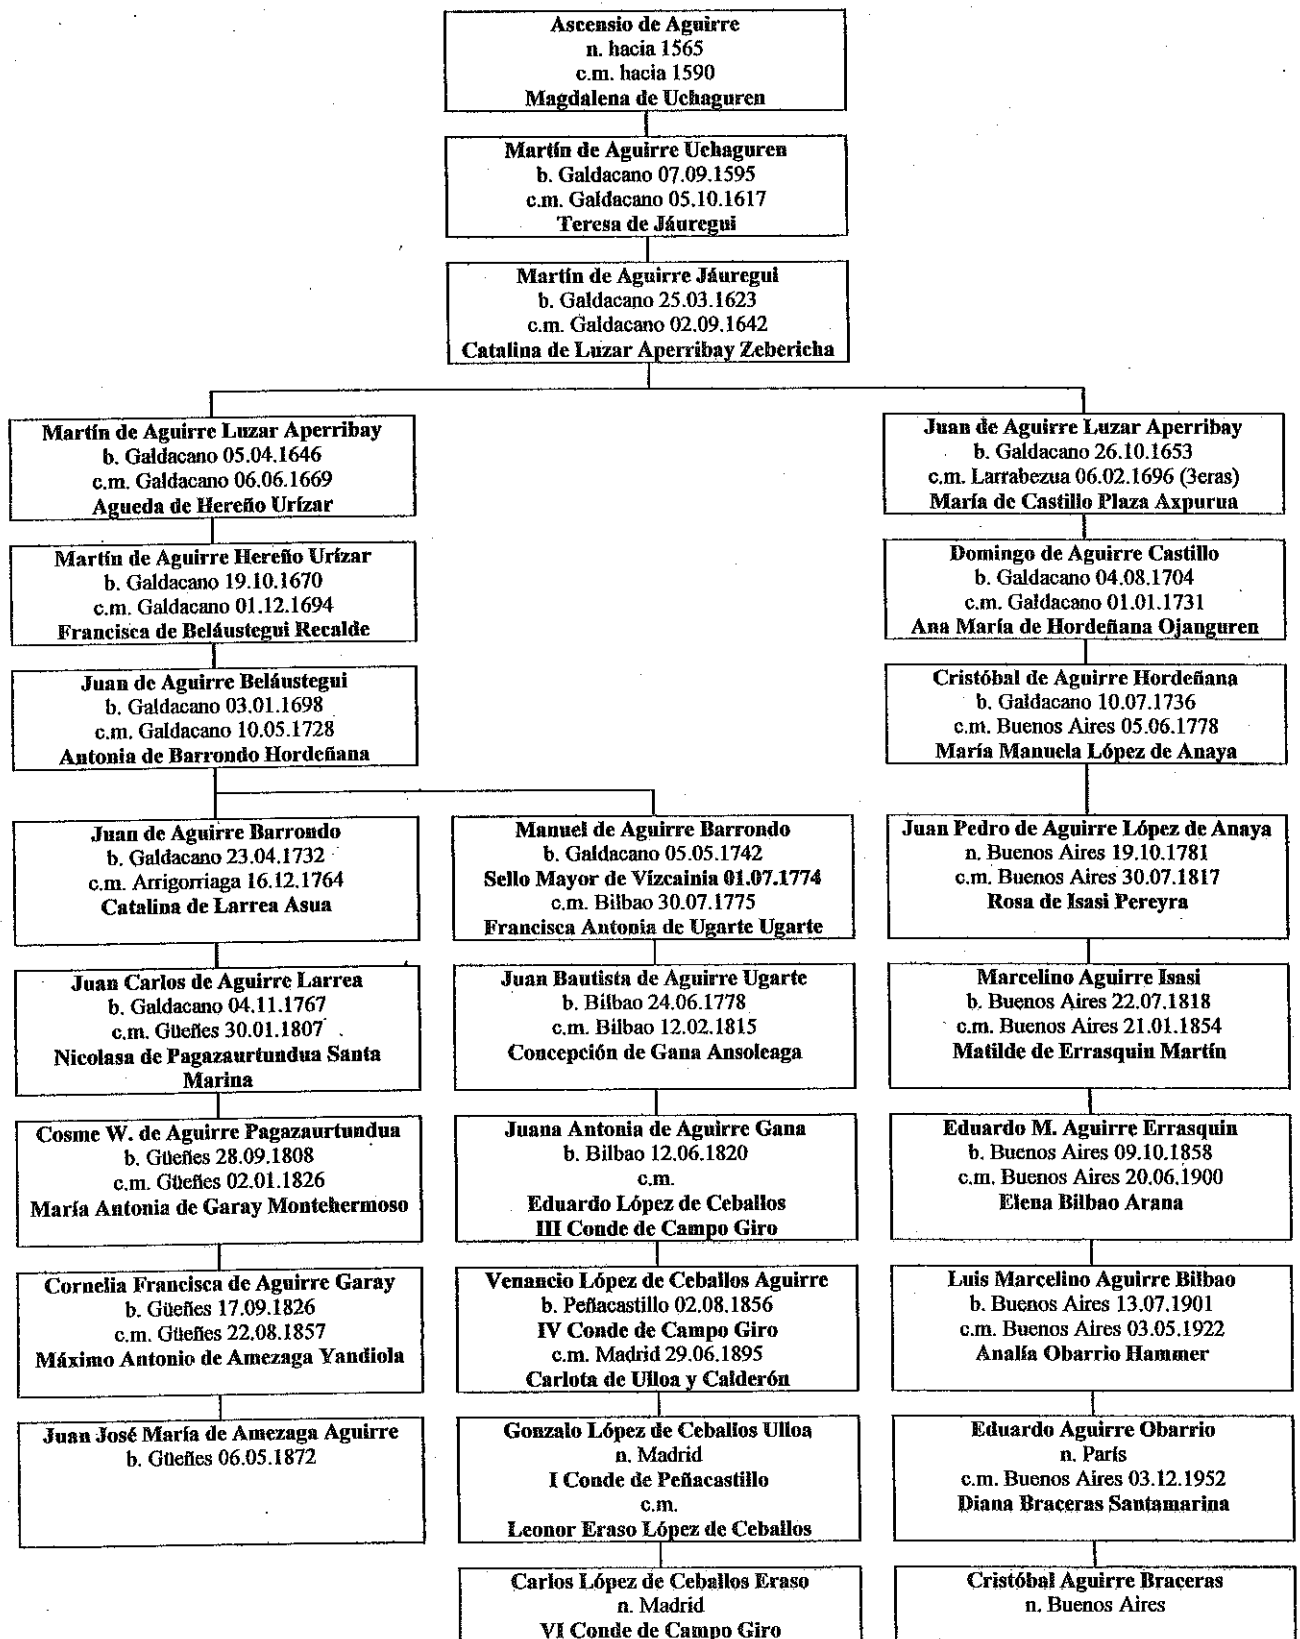 Ascensio de Aguirre
n. hacia 1565
c.m. hacia 1590
Magdalena de Uchaguren
Martín de Aguirre Uchaguren
b. Galdacano 07.09.1595
c.m. Galdacano 05.10.1617
Teresa de Jáuregui
Martín de Aguirre Jáuregui
b. Galdacano 25.03.1623
c.m. Galdacano 02.09.1642
Catalina de Luzar Aperribay Zebericha
Martín de Aguirre Luzar Aperribay
b. Galdacano 05.04.1646
c.m. Galdacano 06.06.1669
Agueda de Hereño Urízar
Martín de Aguirre Hereño Urízar
b. Galdacano 19.10.1670
c.m. Galdacano 01.12.1694
Francisca de Beláustegui Recalde
Juan de Aguirre Beláustegui
b. Galdacano 03.01.1698
c.m. Galdacano 10.05.1728
Antonia de Barrondo Hordeñana
Juan de Aguirre Barrondo
b. Galdacano 23.04.1732
c.m. Arrigorriaga 16.12.1764
Catalina de Larrea Asua
Juan Carlos de Aguirre Larrea
b. Galdacano 04.11.1767
c.m. Güeñes 30.01.1807
Nicolasa de Pagazaurtundua Santa
Marina
Cosme W. de Aguirre Pagazaurtundua
b. Güeñes 28.09.1808
c.m. Güeñes 02.01.1826
María Antonia de Garay Montehermoso
Cornelia Francisca de Aguirre Garay
b. Güeñes 17.09.1826
c.m. Güeñes 22.08.1857
Máximo Antonio de Amezaga Yandiola
Juan José María de Amezaga Aguirre
b. Güeñes 06.05.1872
Manuel de Aguirre Barrondo
b. Galdacano 05.05.1742
Sello Mayor de Vizcainia 01.07.1774
c.m. Bilbao 30.07.1775
Francisca Antonia de Ugarte Ugarte
Juan Bautista de Aguirre Ugarte
b. Bilbao 24.06.1778
c.m. Bilbao 12.02.1815
Concepción de Gana Ansoleaga
Juana Antonia de Aguirre Gana
b. Bilbao 12.06.1820
c.m.
Eduardo López de Ceballos
III Conde de Campo Giro
Venancio López de Ceballos Aguirre
b. Peñacastillo 02.08.1856
IV Conde de Campo Giro
c.m. Madrid 29.06.1895
Carlota de Ulloa y Calderón
Gonzalo López de Ceballos Ulloa
n. Madrid
I Conde de Peñacastillo
c.m.
Leonor Eraso López de Ceballos
Carlos López de Ceballos Eraso
n. Madrid
VI Conde de Campo Giro
Juan de Aguirre Luzar Aperribay
b. Galdacano 26.10.1653
c.m. Larrabezua 06.02.1696 (3eras)
María de Castillo Plaza Axpurua
Domingo de Aguirre Castillo
b. Galdacano 04.08.1704
c.m. Galdacano 01.01.1731
Ana María de Hordeñana Ojanguren
Cristóbal de Aguirre Hordeñana
b. Galdacano 10.07.1736
c.m. Buenos Aires 05.06.1778
María Manuela López de Anaya
Juan Pedro de Aguirre López de Anaya
n. Buenos Aires 19.10.1781
c.m. Buenos Aires 30.07.1817
Rosa de Isasi Pereyra
Marcelino Aguirre Isasi
b. Buenos Aires 22.07.1818
c.m. Buenos Aires 21.01.1854
Matilde de Errasquin Martín
Eduardo M. Aguirre Errasquin
b. Buenos Aires 09.10.1858
c.m. Buenos Aires 20.06.1900
Elena Bilbao Arana
Luis Marcelino Aguirre Bilbao
b. Buenos Aires 13.07.1901
c.m. Buenos Aires 03.05.1922
Analía Obarrio Hammer
Eduardo Aguirre Obarrio
n. París
c.m. Buenos Aires 03.12.1952
Diana Braceras Santamarina
Cristóbal Aguirre Braceras
n. Buenos Aires